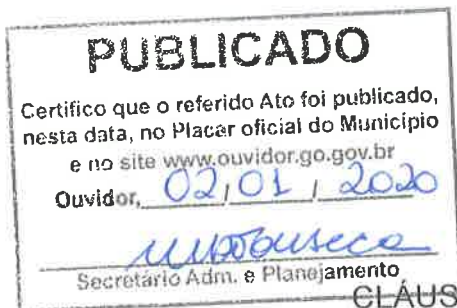 PUBLICADO
Certifico que o referido Ato foi publicado,
nesta data, no Placar oficial do Município
e no site www.ouvidor.go.gov.br
Ouvidor, 02, 01, 2020
Secretário Adm. e Planejamento
CLÁUS